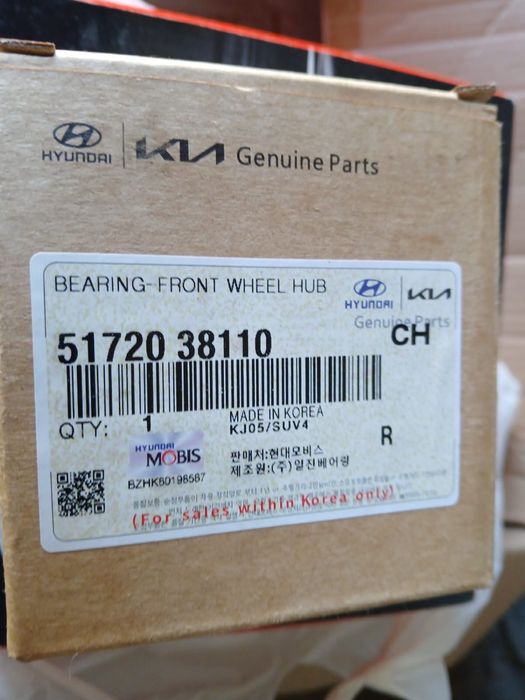 HYUNDAI KIA Genuine Parts
BEARING-FRONT WHEEL HUB
HYUNDAI KIA
Genuine Parts
51720 38110
CH
QTY: 1
MADE IN KOREA
KJ05/SUV4
R
HYUNDAI
MOBIS
판매처:현대모비스
제조원:(주)일진베어링
BZHK80198587
(For sales within Korea only)